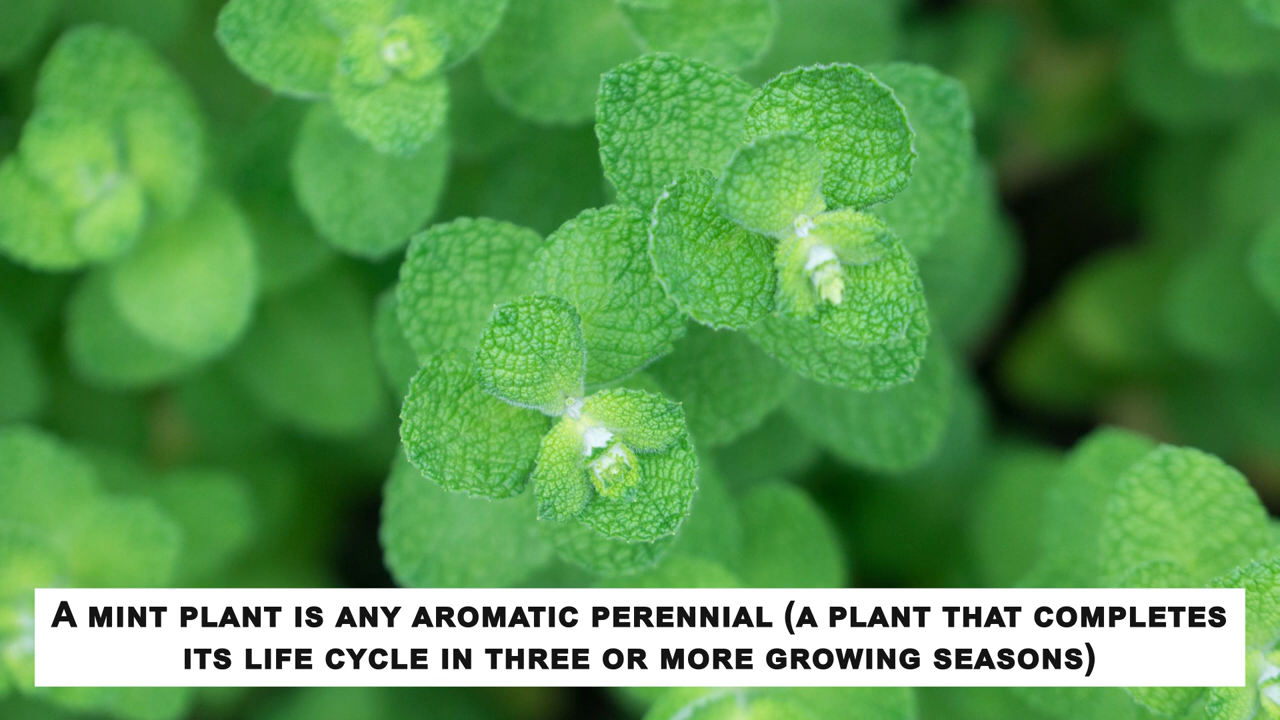 A MINT PLANT IS ANY AROMATIC PERENNIAL (A PLANT THAT COMPLETES
ITS LIFE CYCLE IN THREE OR MORE GROWING SEASONS)